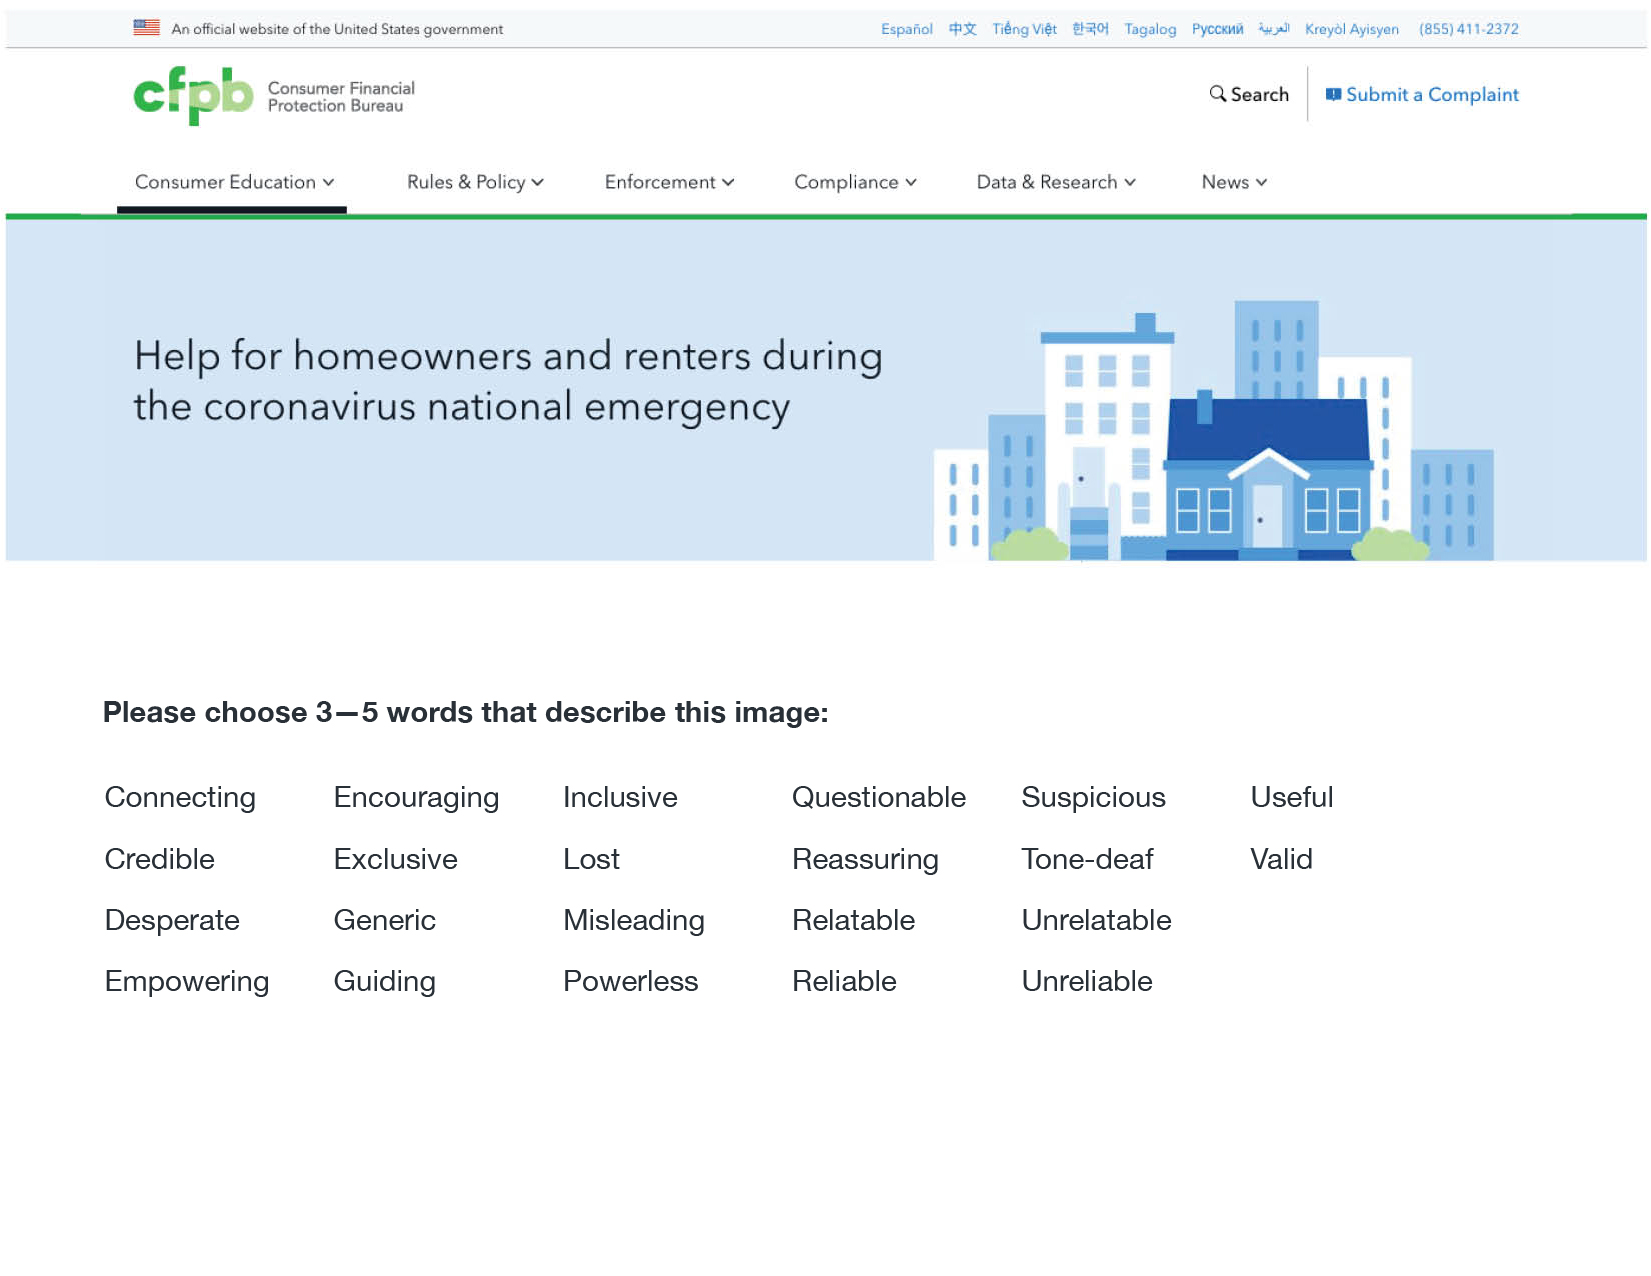 An official website of the United States government
Español 中文 Tiếng Việt 한국어 Tagalog Русский العربية Kreyòl Ayisyen (855) 411-2372
cfpb Consumer Financial
Protection Bureau
Search Submit a Complaint
Consumer Education Rules & Policy Enforcement Compliance Data & Research News
Help for homeowners and renters during
the coronavirus national emergency
Please choose 3—5 words that describe this image:
Connecting Encouraging Inclusive Questionable Suspicious Useful
Credible Exclusive Lost Reassuring Tone-deaf Valid
Desperate Generic Misleading Relatable Unrelatable
Empowering Guiding Powerless Reliable Unreliable